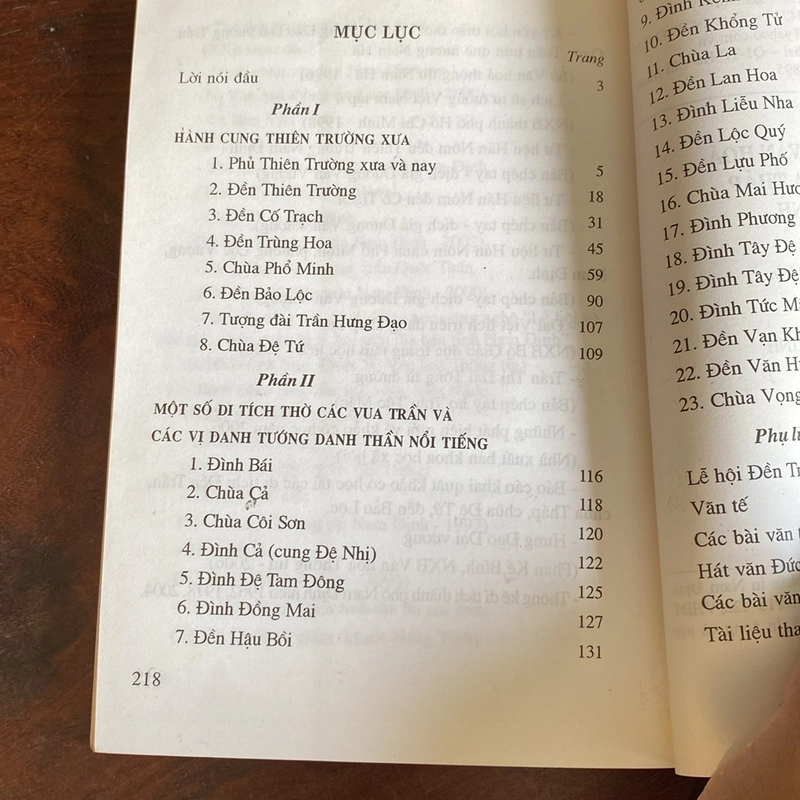 MỤC LỤC
Trang
Lời nói đầu 3
Phần I
HÀNH CUNG THIÊN TRƯỜNG XƯA
1. Phủ Thiên Trường xưa và nay 5
2. Đền Thiên Trường 18
3. Đền Cố Trạch 31
4. Đền Trùng Hoa 45
5. Chùa Phổ Minh 59
6. Đền Bảo Lộc 90
7. Tượng đài Trần Hưng Đạo 107
8. Chùa Đệ Tứ 109
Phần II
MỘT SỐ DI TÍCH THỜ CÁC VUA TRẦN VÀ
CÁC VỊ DANH TƯỚNG DANH THẦN NỔI TIẾNG
1. Đình Bái 116
2. Chùa Cả 118
3. Chùa Côi Sơn 120
4. Đình Cả (cung Đệ Nhị) 122
5. Đình Đệ Tam Đông 125
6. Đình Đồng Mai 127
7. Đền Hậu Bồi 131
218
9. Đình
10. Đền Khổng Tử
11. Chùa La
12. Đền Lan Hoa
13. Đình Liễu Nha
14. Đền Lộc Quý
15. Đền Lựu Phố
16. Chùa Mai
17. Đình Phương
18. Đình Tây Đệ
19. Đình Tây Đệ
20. Đình Tức
21. Đền Vạn
22. Đền Văn
23. Chùa Vọng
Phụ
Lễ hội Đền
Văn tế
Các bài văn
Hát văn Đức
Các bài văn
Tài liệu